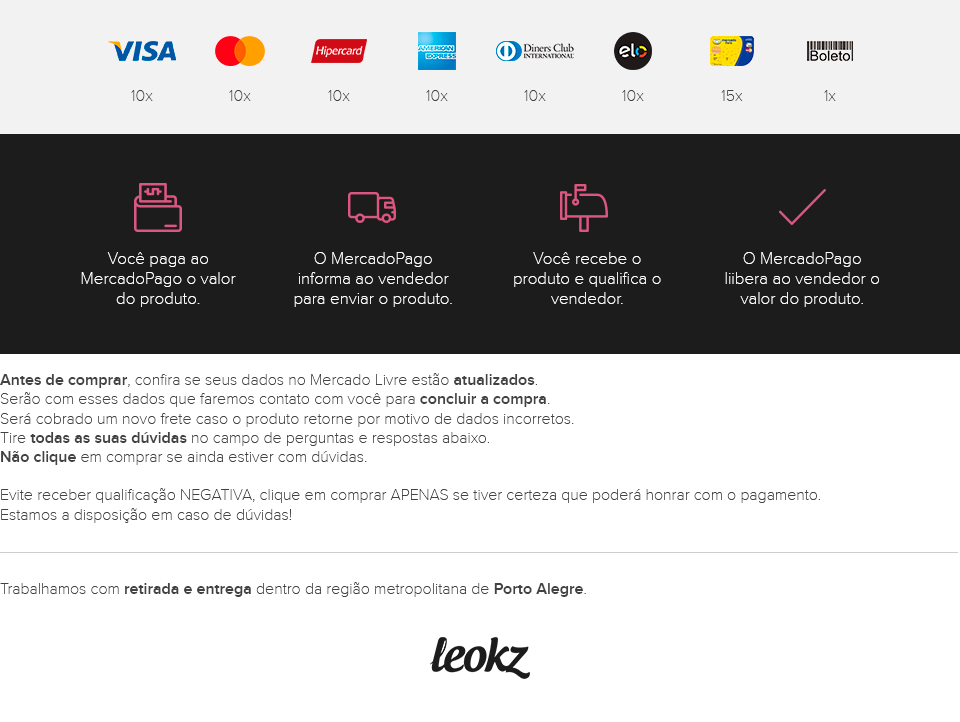 VISA
Hipercard
AMERICAN
EXPRESS
Diners Club
INTERNATIONAL
elo
Boleto!
10x 10x 10x 10x 10x 10x 15x 1x
Você paga ao
MercadoPago o valor
do produto.
O MercadoPago
informa ao vendedor
para enviar o produto.
Você recebe o
produto e qualifica o
vendedor.
O MercadoPago
liibera ao vendedor o
valor do produto.
Antes de comprar, confira se seus dados no Mercado Livre estão atualizados.
Serão com esses dados que faremos contato com você para concluir a compra.
Será cobrado um novo frete caso o produto retorne por motivo de dados incorretos.
Tire todas as suas dúvidas no campo de perguntas e respostas abaixo.
Não clique em comprar se ainda estiver com dúvidas.
Evite receber qualificação NEGATIVA, clique em comprar APENAS se tiver certeza que poderá honrar com o pagamento.
Estamos a disposição em caso de dúvidas!
Trabalhamos com retirada e entrega dentro da região metropolitana de Porto Alegre.
leokz